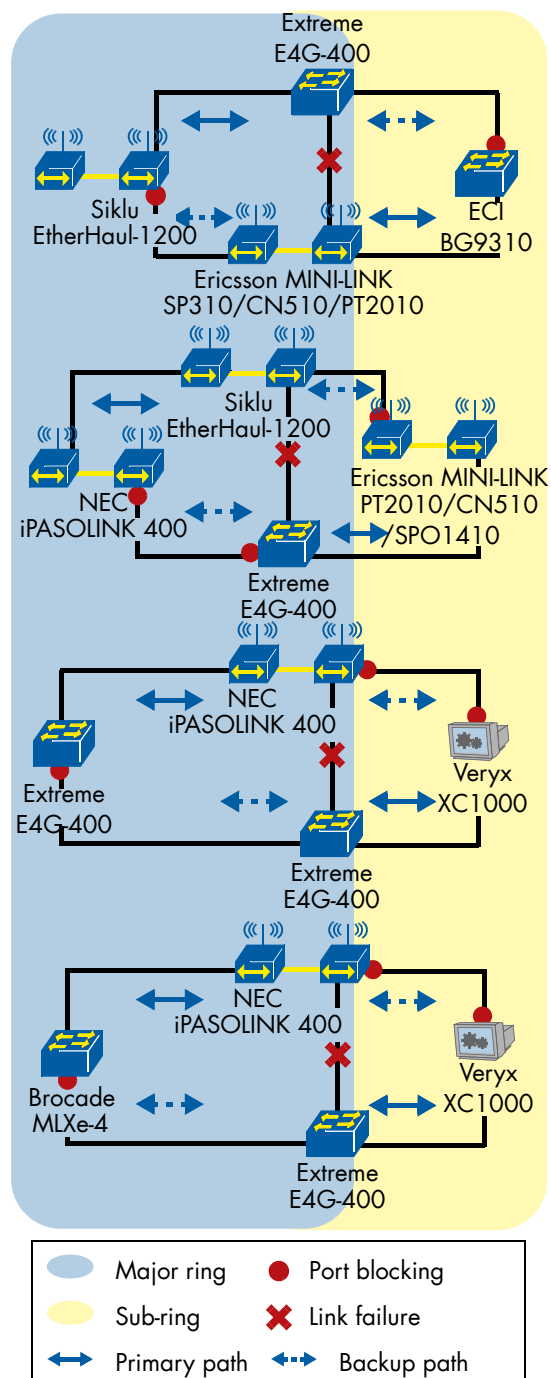 Extreme
E4G-400
Siklu
EtherHaul-1200
ECI
BG9310
Ericsson MINI-LINK
SP310/CN510/PT2010
Siklu
EtherHaul-1200
NEC
iPASOLINK 400
Ericsson MINI-LINK
PT2010/CN510
/SPO1410
Extreme
E4G-400
NEC
iPASOLINK 400
Extreme
E4G-400
Veryx
XC1000
Extreme
E4G-400
NEC
iPASOLINK 400
Brocade
MLXe-4
Veryx
XC1000
Extreme
E4G-400
Major ring
Port blocking
Sub-ring
Link failure
Primary path
Backup path